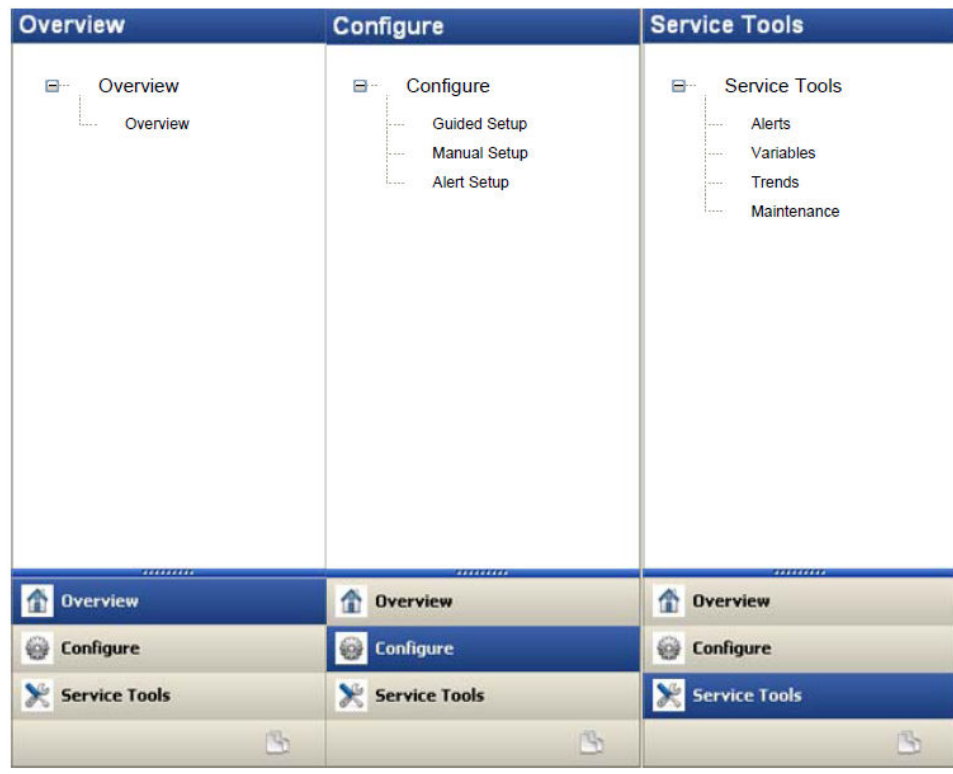 Overview
Overview
Overview
Overview
Configure
Service Tools
Configure
Configure
Guided Setup
Manual Setup
Alert Setup
Overview
Configure
Service Tools
Service Tools
Service Tools
Alerts
Variables
Trends
Maintenance
Overview
Configure
Service Tools